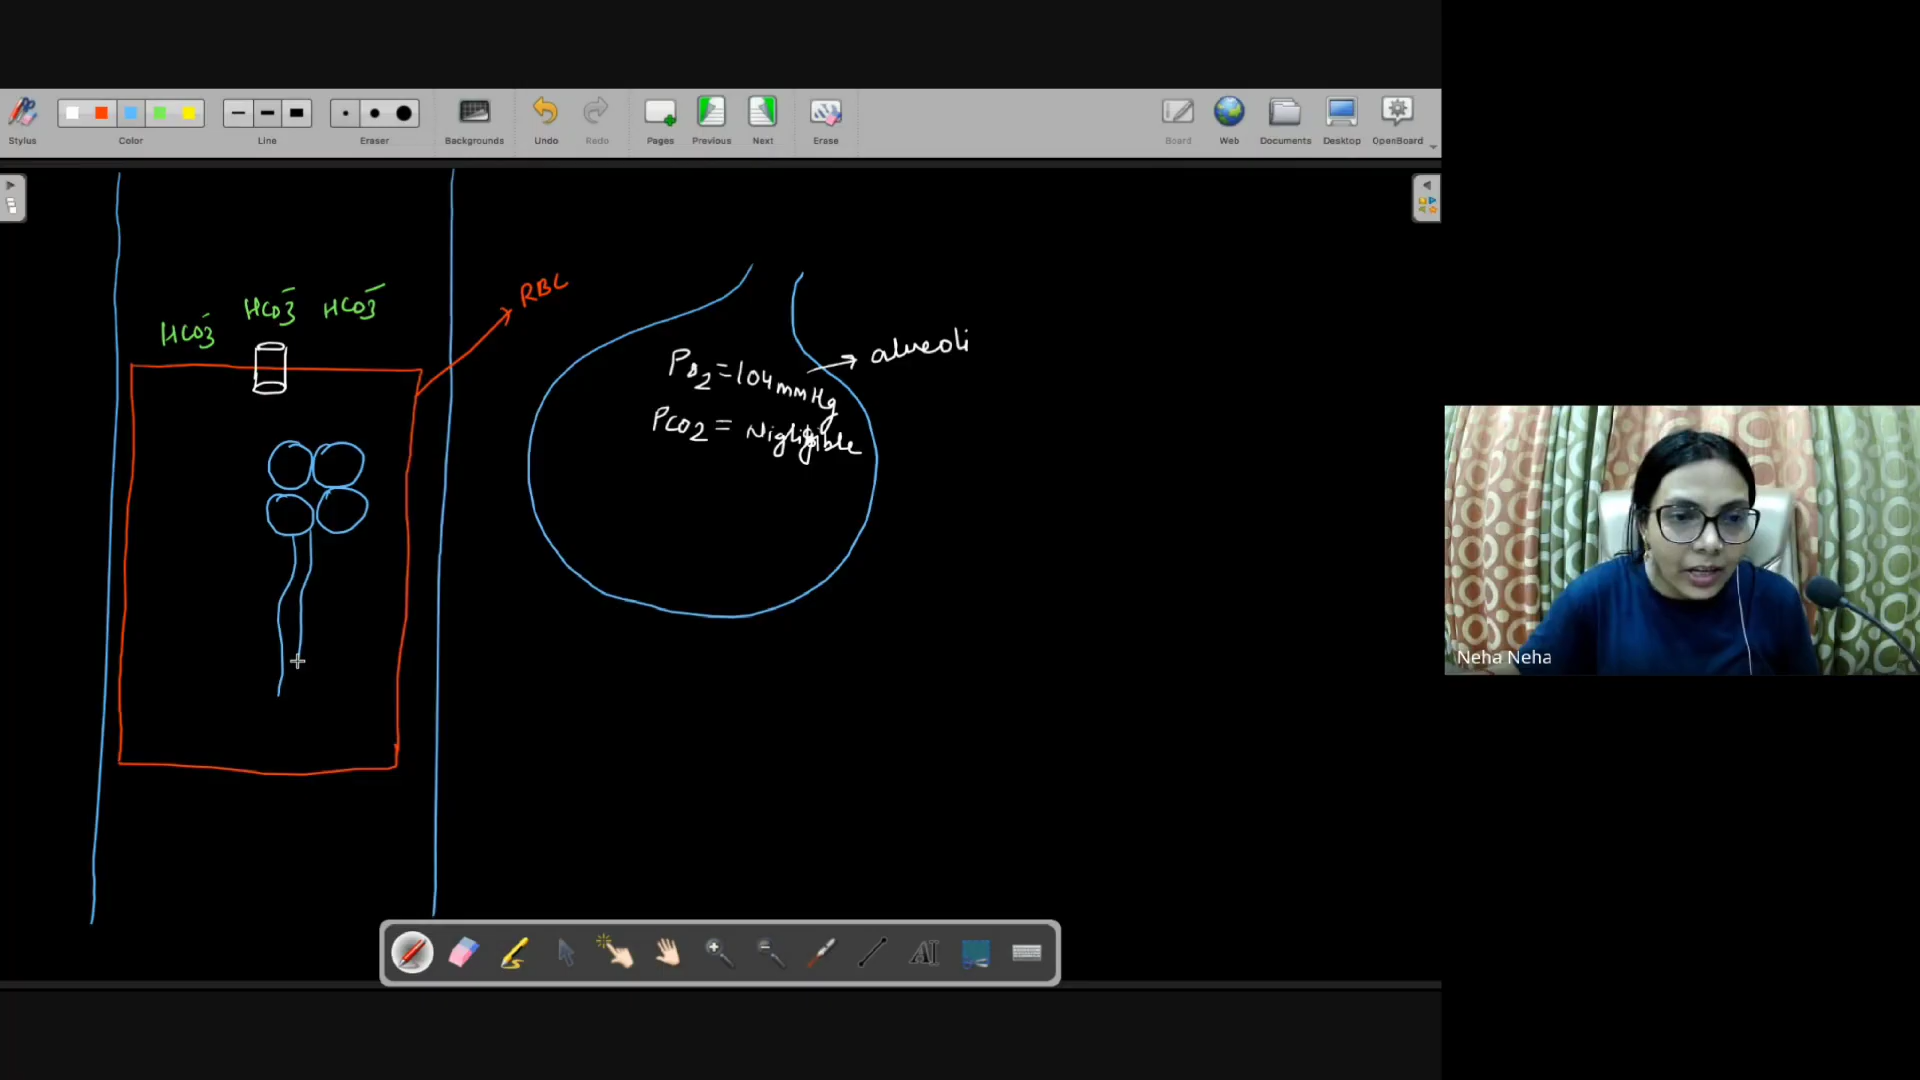 Stylus
Color
Line
Eraser
Backgrounds
Undo
Redo
Pages
Previous
Next
Erase
Board
Web
Documents
Desktop
OpenBoard
RBC
HCO3⁻ HCO3⁻ HCO3⁻
alveoli
PO2 = 104 mmHg
PCO2 = Nigligible
Neha Neha
AI